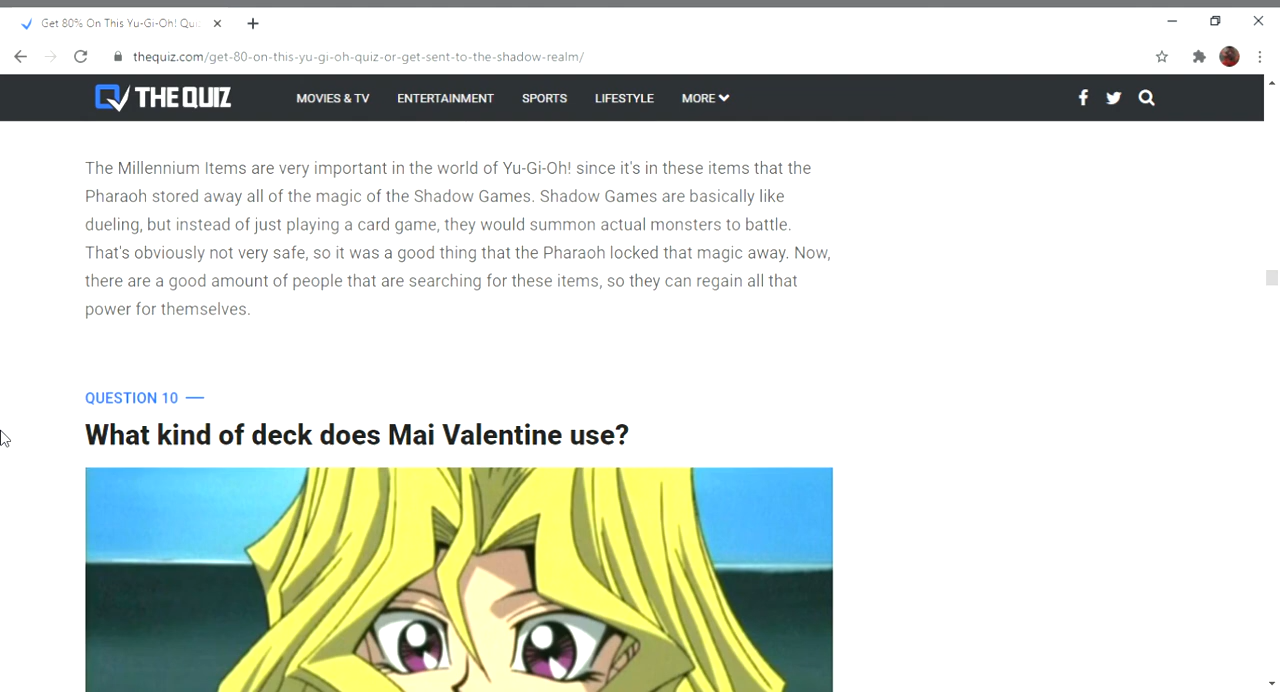 Get 80% On This Yu-Gi-Oh! Qu
thequiz.com/get-80-on-this-yu-gi-oh-quiz-or-get-sent-to-the-shadow-realm/
THE QUIZ MOVIES & TV ENTERTAINMENT SPORTS LIFESTYLE MORE
The Millennium Items are very important in the world of Yu-Gi-Oh! since it's in these items that the
Pharaoh stored away all of the magic of the Shadow Games. Shadow Games are basically like
dueling, but instead of just playing a card game, they would summon actual monsters to battle.
That's obviously not very safe, so it was a good thing that the Pharaoh locked that magic away. Now,
there are a good amount of people that are searching for these items, so they can regain all that
power for themselves.
QUESTION 10
What kind of deck does Mai Valentine use?